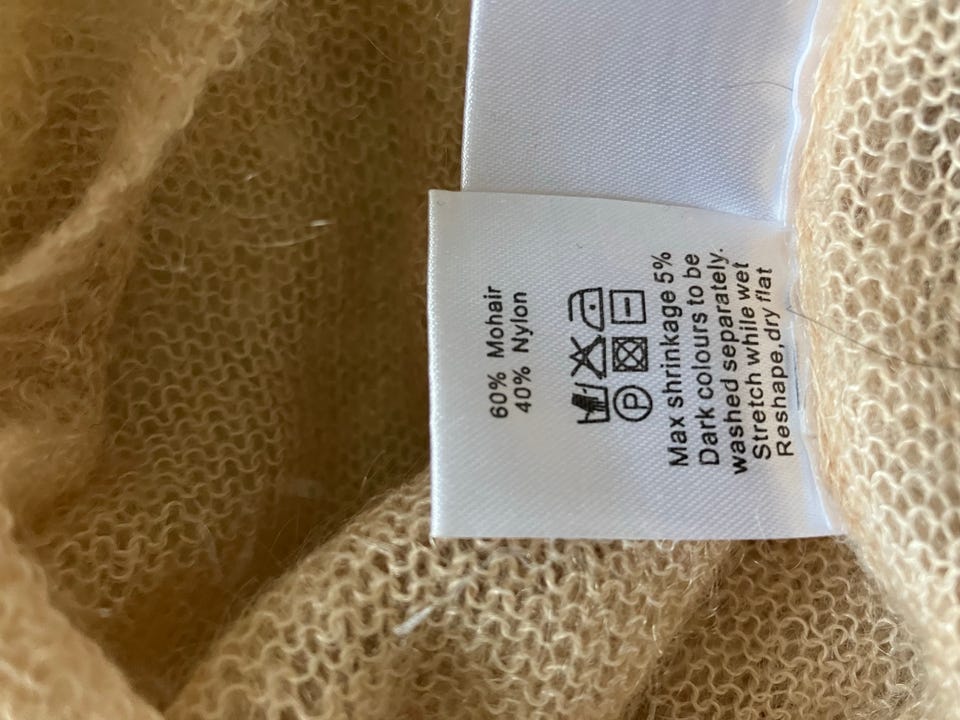 60% Mohair
40% Nylon
P
Max shrinkage 5%
Dark colours to be
washed separately.
Stretch while wet
Reshape,dry flat